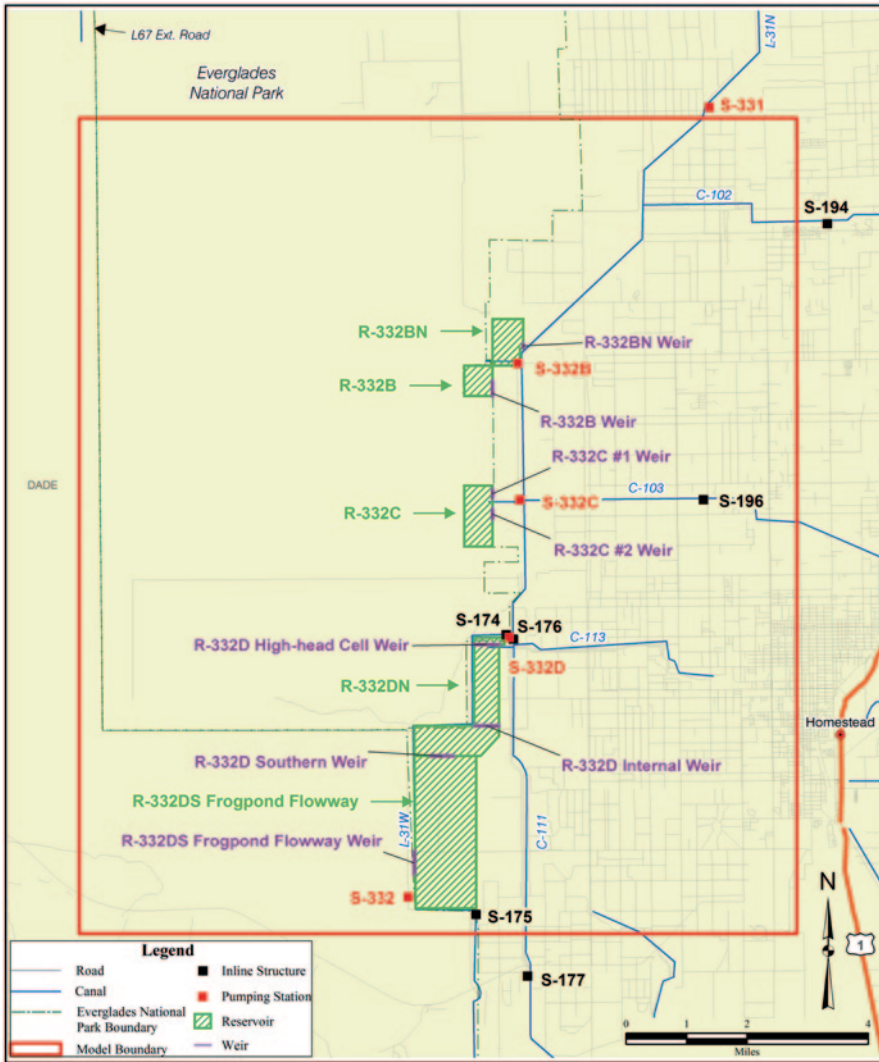 L67 Ext. Road
L-31N
Everglades
National Park
S-331
C-102
S-194
R-332BN
R-332BN Weir
S-332B
R-332B
R-332B Weir
R-332C #1 Weir
DADE
C-103
R-332C
S-332C
S-196
R-332C #2 Weir
S-174
S-176
C-113
R-332D High-head Cell Weir
S-332D
R-332DN
Homestead
R-332D Southern Weir
R-332D Internal Weir
R-332DS Frogpond Flowway
L-31W
C-111
R-332DS Frogpond Flowway Weir
S-332
N
S-175
1
S-177
Legend
Road
Canal
Everglades National
Park Boundary
Model Boundary
Inline Structure
Pumping Station
Reservoir
Weir
0 1 2 4
Miles